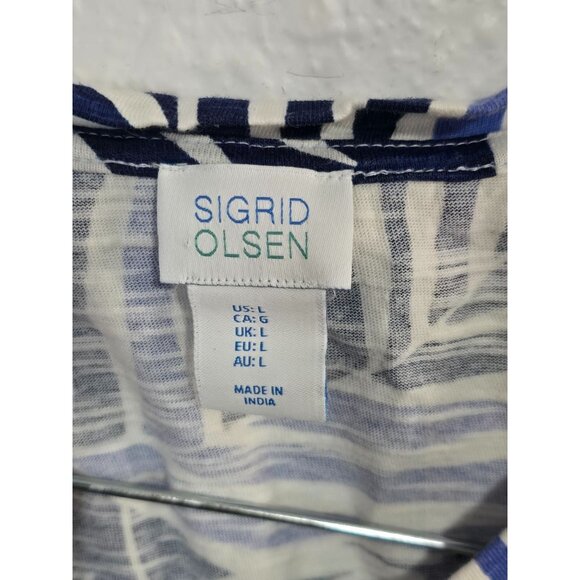 SIGRID
OLSEN
US: L
CA: G
UK: L
EU: L
AU: L
MADE IN
INDIA